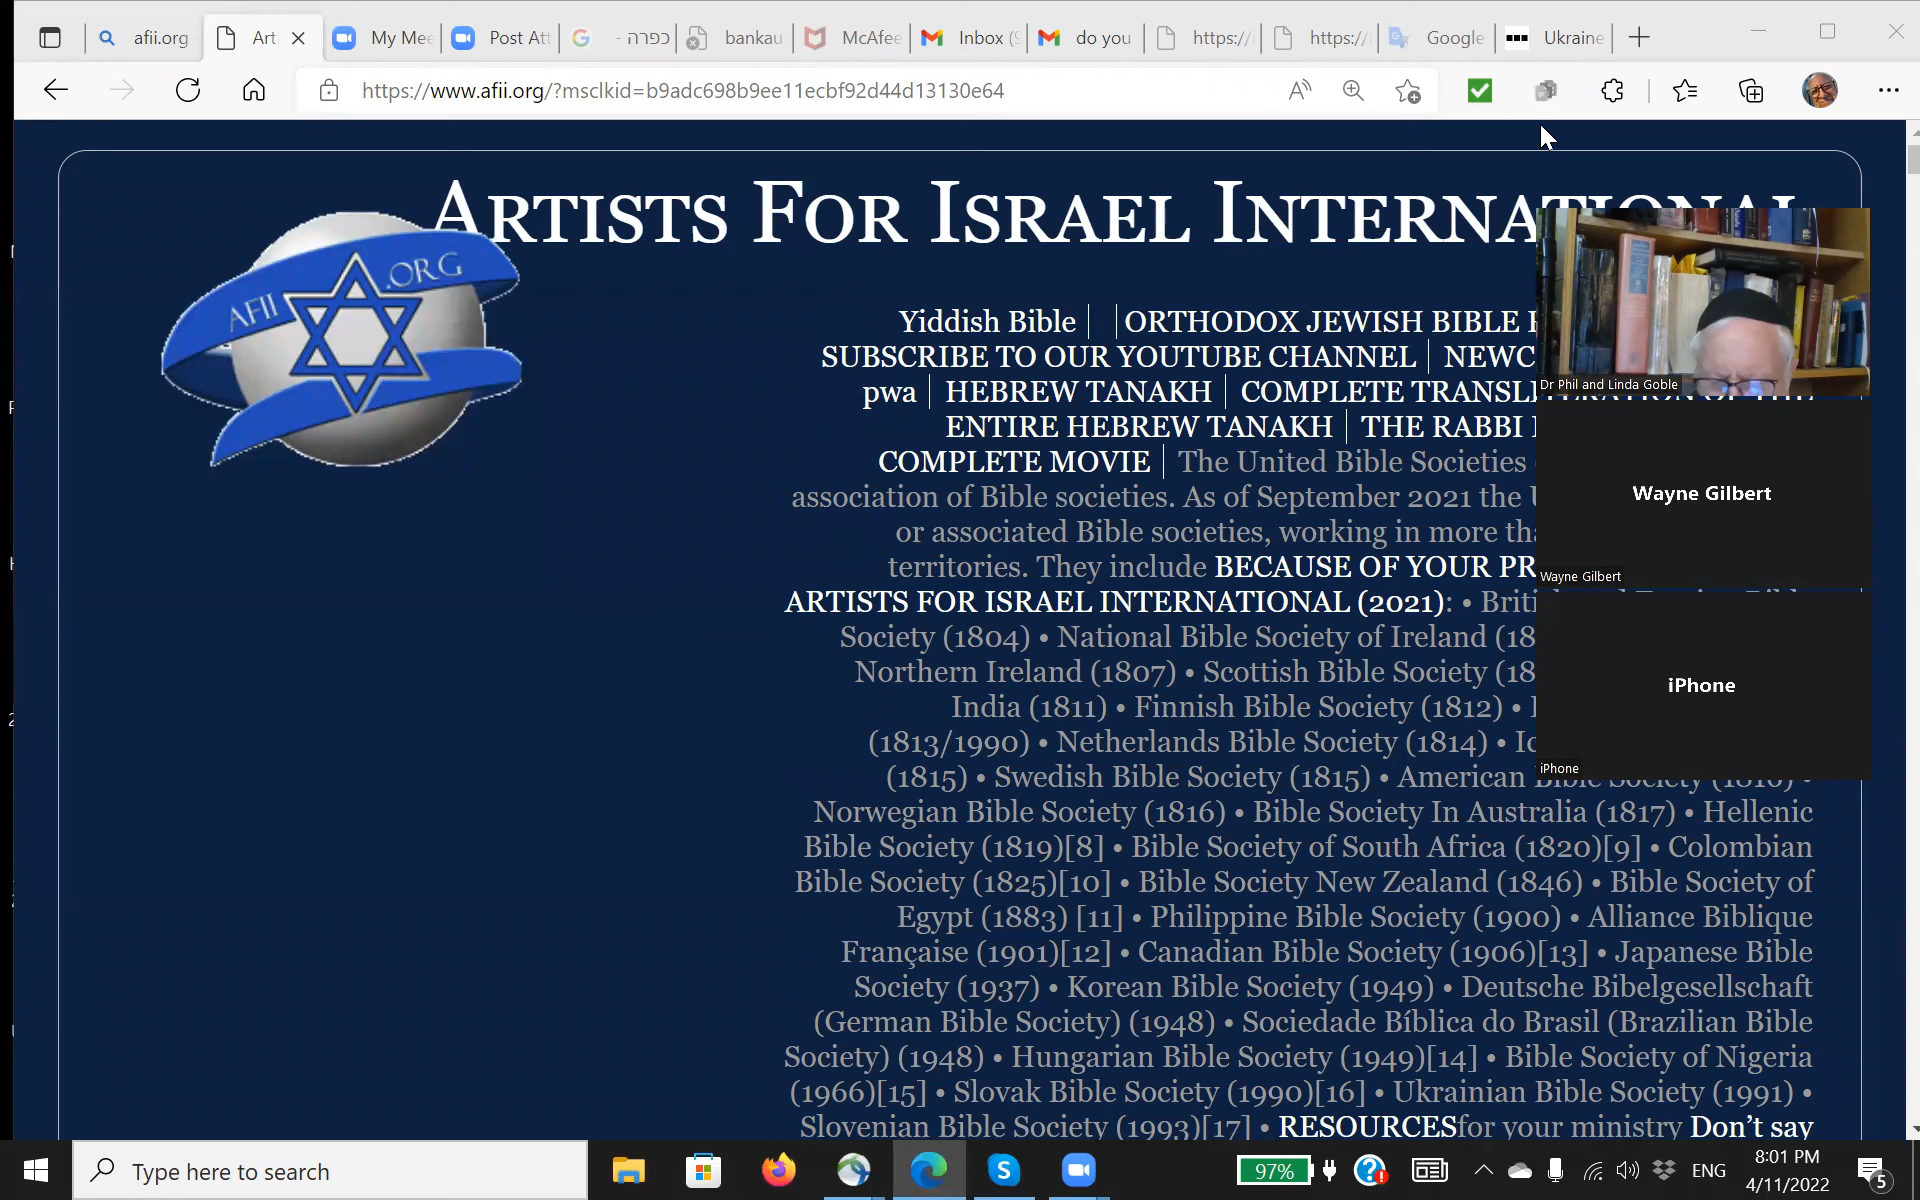 afii.org
Art
My Mee
Post Att
כפרה -
bankau
McAfee
Inbox (
do you
https://
https://
Google
Ukraine
https://www.afii.org/?msclkid=b9adc698b9ee11ecbf92d44d13130e64
ARTISTS FOR ISRAEL INTERNATIONAL
AFII .ORG
Yiddish Bible | | ORTHODOX JEWISH BIBLE
SUBSCRIBE TO OUR YOUTUBE CHANNEL | NEWC
pwa | HEBREW TANAKH | COMPLETE TRANSLITERATION OF THE
ENTIRE HEBREW TANAKH | THE RABBI
COMPLETE MOVIE | The United Bible Societies
association of Bible societies. As of September 2021 the
or associated Bible societies, working in more tha
territories. They include BECAUSE OF YOUR PR
ARTISTS FOR ISRAEL INTERNATIONAL (2021): • Briti
Society (1804) • National Bible Society of Ireland (18
Northern Ireland (1807) • Scottish Bible Society (18
India (1811) • Finnish Bible Society (1812) •
(1813/1990) • Netherlands Bible Society (1814) • Ic
(1815) • Swedish Bible Society (1815) • American Bible Society (1816) •
Norwegian Bible Society (1816) • Bible Society In Australia (1817) • Hellenic
Bible Society (1819)[8] • Bible Society of South Africa (1820)[9] • Colombian
Bible Society (1825)[10] • Bible Society New Zealand (1846) • Bible Society of
Egypt (1883) [11] • Philippine Bible Society (1900) • Alliance Biblique
Française (1901)[12] • Canadian Bible Society (1906)[13] • Japanese Bible
Society (1937) • Korean Bible Society (1949) • Deutsche Bibelgesellschaft
(German Bible Society) (1948) • Sociedade Bíblica do Brasil (Brazilian Bible
Society) (1948) • Hungarian Bible Society (1949)[14] • Bible Society of Nigeria
(1966)[15] • Slovak Bible Society (1990)[16] • Ukrainian Bible Society (1991) •
Slovenian Bible Society (1993)[17] • RESOURCESfor your ministry Don't say
Dr Phil and Linda Goble
Wayne Gilbert
Wayne Gilbert
iPhone
iPhone
Type here to search
97%
ENG
8:01 PM
4/11/2022
5